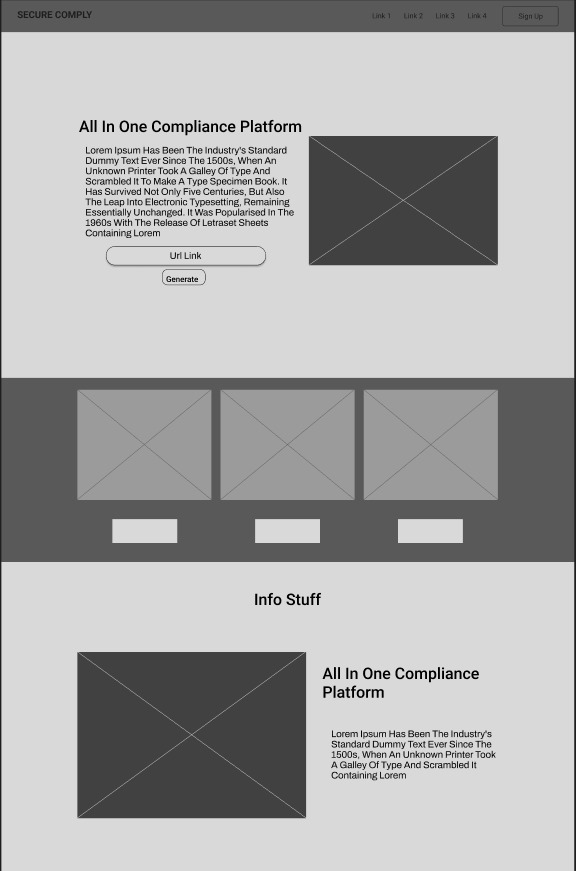 SECURE COMPLY
Link 1 Link 2 Link 3 Link 4 Sign Up
All In One Compliance Platform
Lorem Ipsum Has Been The Industry's Standard
Dummy Text Ever Since The 1500s, When An
Unknown Printer Took A Galley Of Type And
Scrambled It To Make A Type Specimen Book. It
Has Survived Not Only Five Centuries, But Also
The Leap Into Electronic Typesetting, Remaining
Essentially Unchanged. It Was Popularised In The
1960s With The Release Of Letraset Sheets
Containing Lorem
Url Link
Generate
Info Stuff
All In One Compliance
Platform
Lorem Ipsum Has Been The Industry's
Standard Dummy Text Ever Since The
1500s, When An Unknown Printer Took
A Galley Of Type And Scrambled It
Containing Lorem